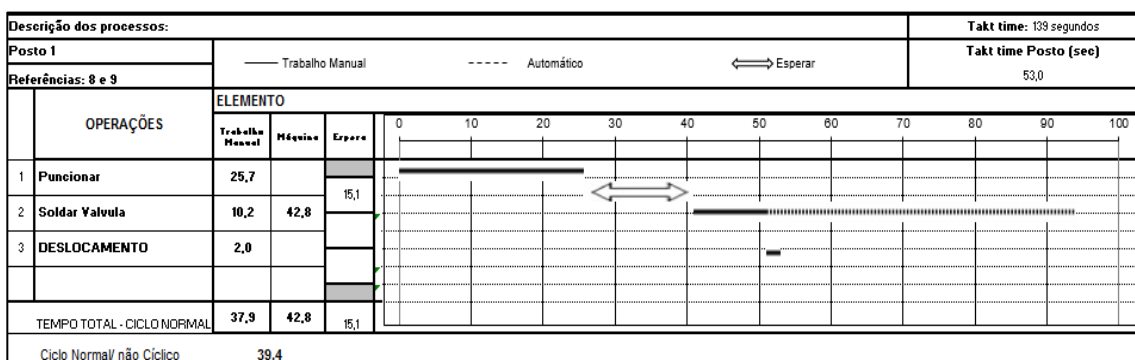 Descrição dos processos:
Takt time: 139 segundos
Posto 1
Trabalho Manual
Automático
Esperar
Takt time Posto (sec)
53,0
Referências: 8 e 9
ELEMENTO
OPERAÇÕES
Trabalho Manual
Máquina
Espera
0 10 20 30 40 50 60 70 80 90 100
1 Puncionar 25,7
15,1
2 Soldar Valvula 10,2 42,8
3 DESLOCAMENTO 2,0
TEMPO TOTAL - CICLO NORMAL 37,9 42,8 15,1
Ciclo Normal/ não Cíclico 39,4